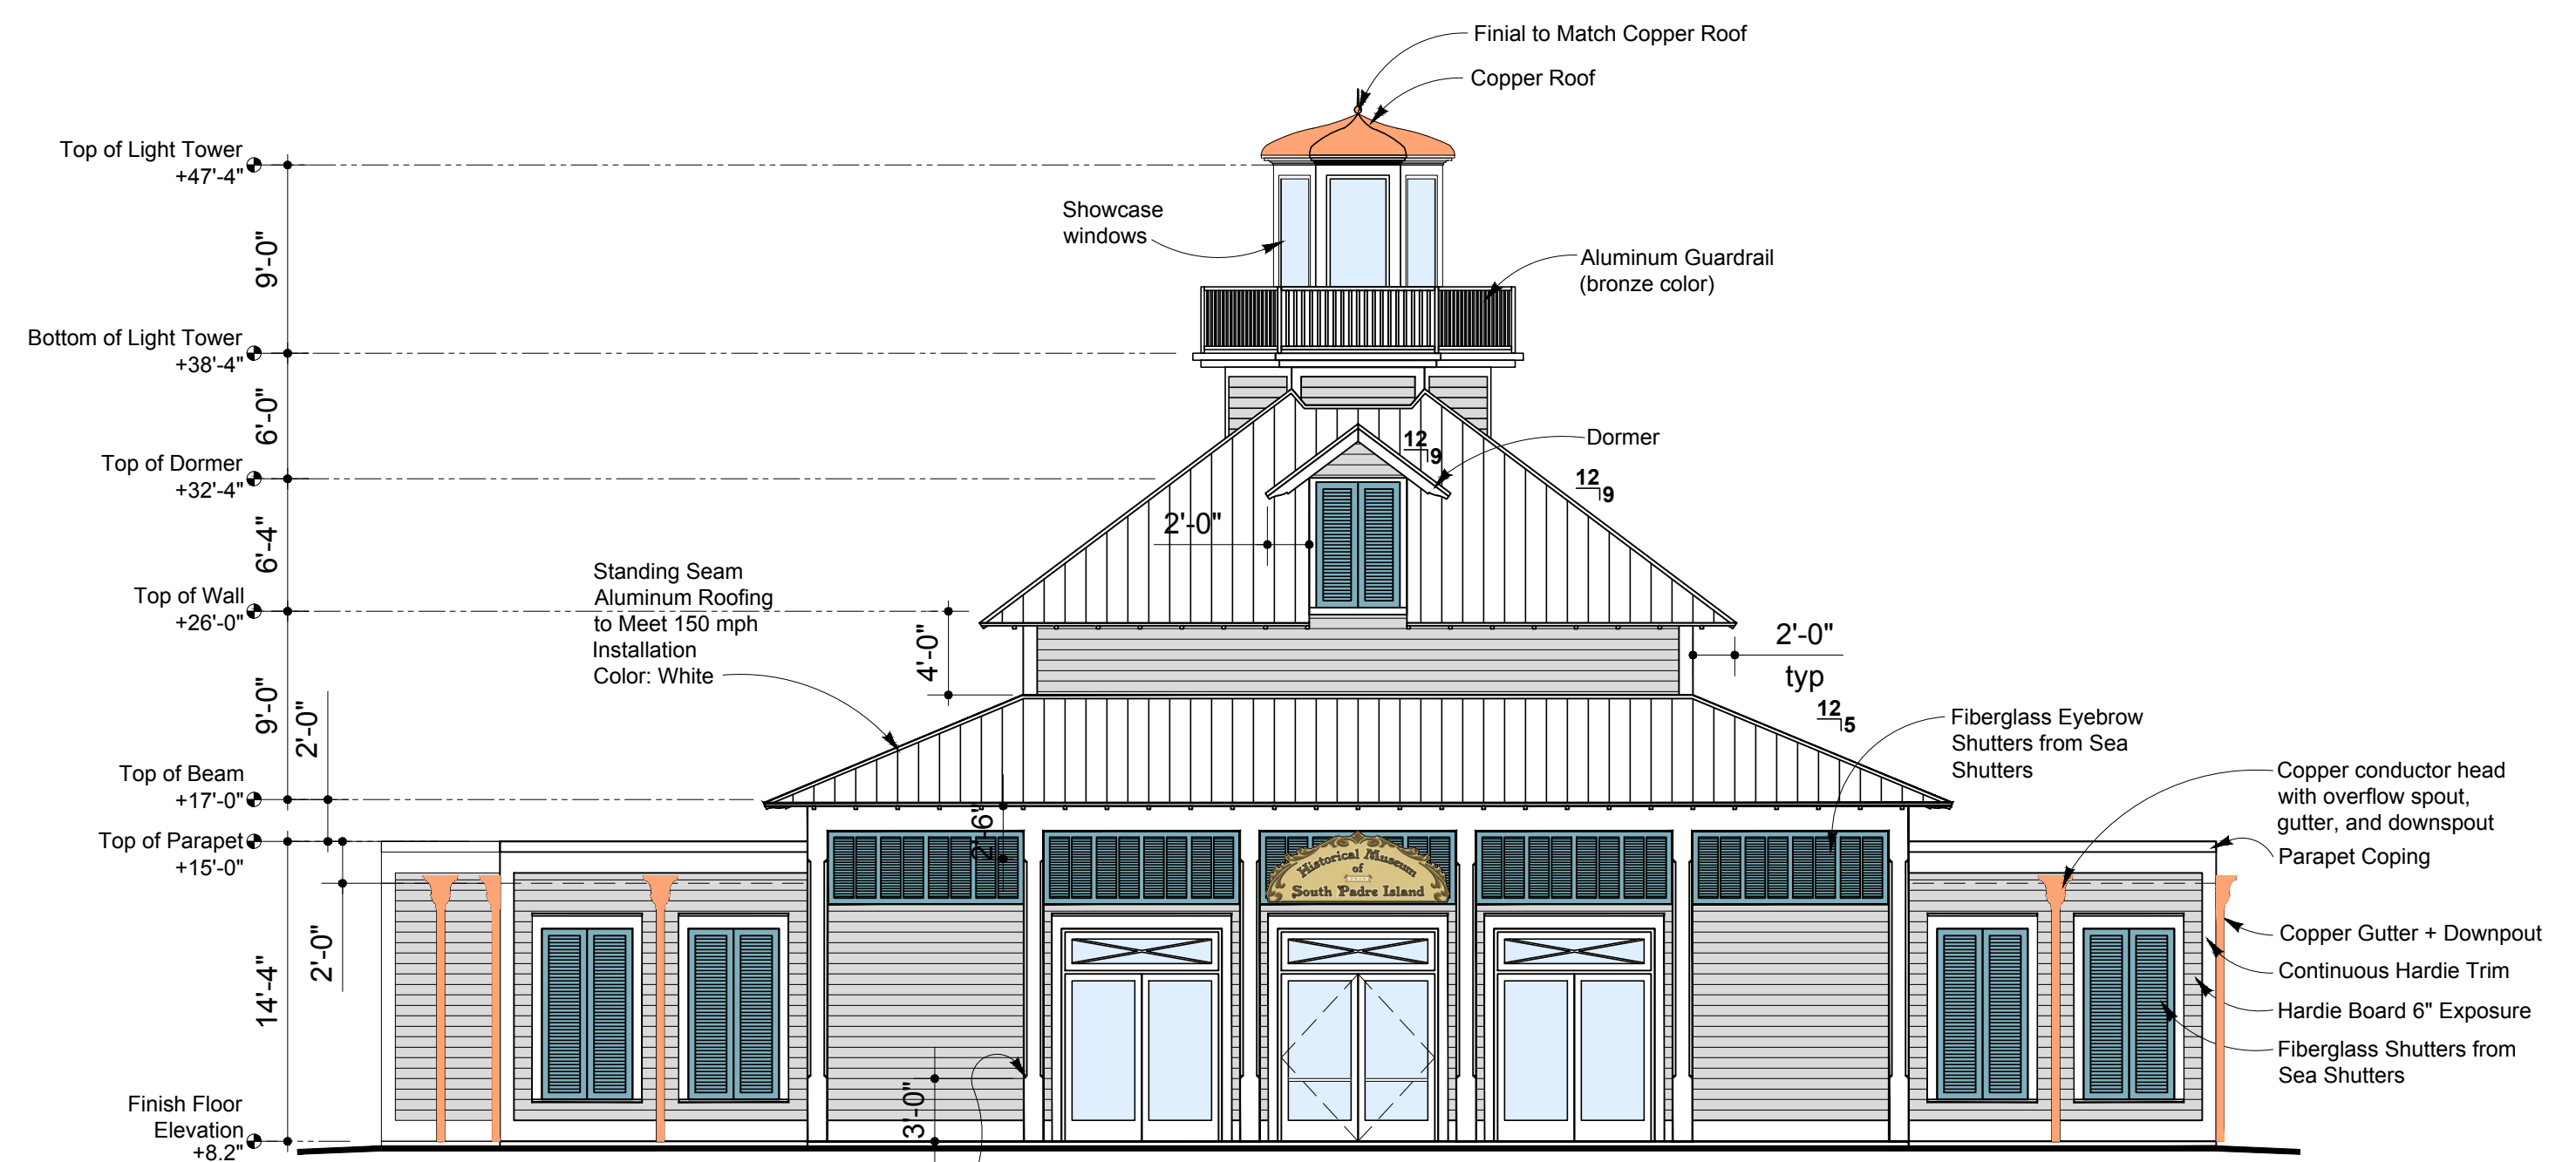 Finial to Match Copper Roof
Copper Roof
Top of Light Tower
+47'-4"
Showcase
windows
9'-0"
Aluminum Guardrail
(bronze color)
Bottom of Light Tower
+38'-4"
6'-0"
12
9
Dormer
Top of Dormer
+32'-4"
12
9
2'-0"
6'-4"
Standing Seam
Aluminum Roofing
to Meet 150 mph
Installation
Color: White
Top of Wall
+26'-0"
4'-0"
2'-0"
typ
9'-0"
2'-0"
12
5
Fiberglass Eyebrow
Shutters from Sea
Shutters
Top of Beam
+17'-0"
Copper conductor head
with overflow spout,
gutter, and downspout
2'-6"
Top of Parapet
+15'-0"
Parapet Coping
Historical Museum
of
South Padre Island
2'-0"
14'-4"
Copper Gutter + Downpout
Continuous Hardie Trim
Hardie Board 6" Exposure
Fiberglass Shutters from
Sea Shutters
3'-0"
Finish Floor
Elevation
+8.2"